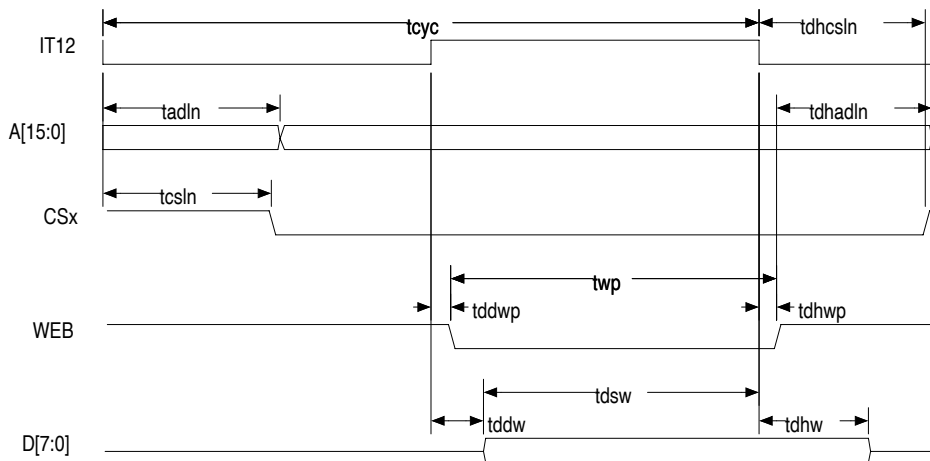 tcyc
tdhcsln
IT12
tadln
tdhadln
A[15:0]
tcsln
CSx
twp
tddwp
tdhwp
WEB
tdsw
tddw
tdhw
D[7:0]